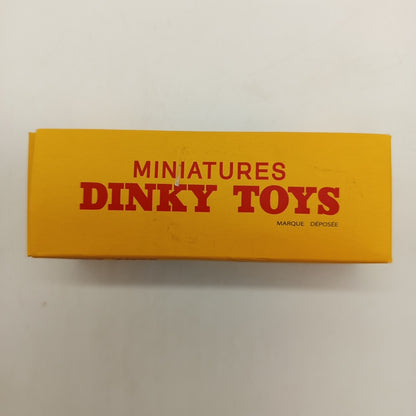 MINIATURES
DINKY TOYS
MARQUE DÉPOSÉE